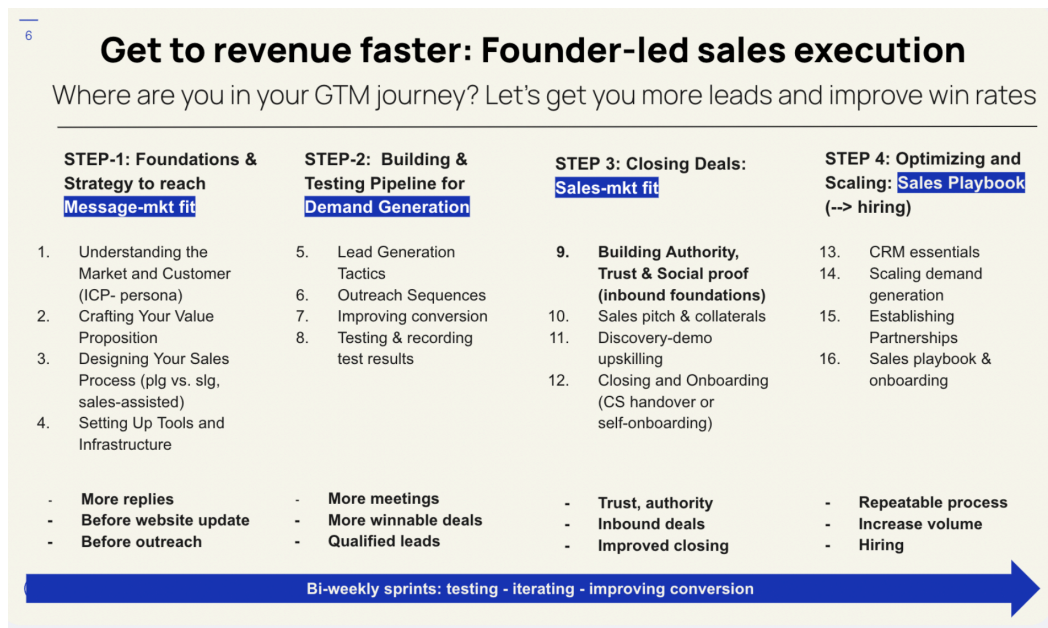 6
Get to revenue faster: Founder-led sales execution
Where are you in your GTM journey? Let's get you more leads and improve win rates
STEP-1: Foundations &
Strategy to reach
Message-mkt fit
1. Understanding the
Market and Customer
(ICP- persona)
2. Crafting Your Value
Proposition
3. Designing Your Sales
Process (plg vs. slg,
sales-assisted)
4. Setting Up Tools and
Infrastructure
- More replies
- Before website update
- Before outreach
STEP-2: Building &
Testing Pipeline for
Demand Generation
5. Lead Generation
Tactics
6. Outreach Sequences
7. Improving conversion
8. Testing & recording
test results
- More meetings
- More winnable deals
- Qualified leads
STEP 3: Closing Deals:
Sales-mkt fit
9. Building Authority,
Trust & Social proof
(inbound foundations)
10. Sales pitch & collaterals
11. Discovery-demo
upskilling
12. Closing and Onboarding
(CS handover or
self-onboarding)
- Trust, authority
- Inbound deals
- Improved closing
STEP 4: Optimizing and
Scaling: Sales Playbook
(--> hiring)
13. CRM essentials
14. Scaling demand
generation
15. Establishing
Partnerships
16. Sales playbook &
onboarding
- Repeatable process
- Increase volume
- Hiring
Bi-weekly sprints: testing - iterating - improving conversion